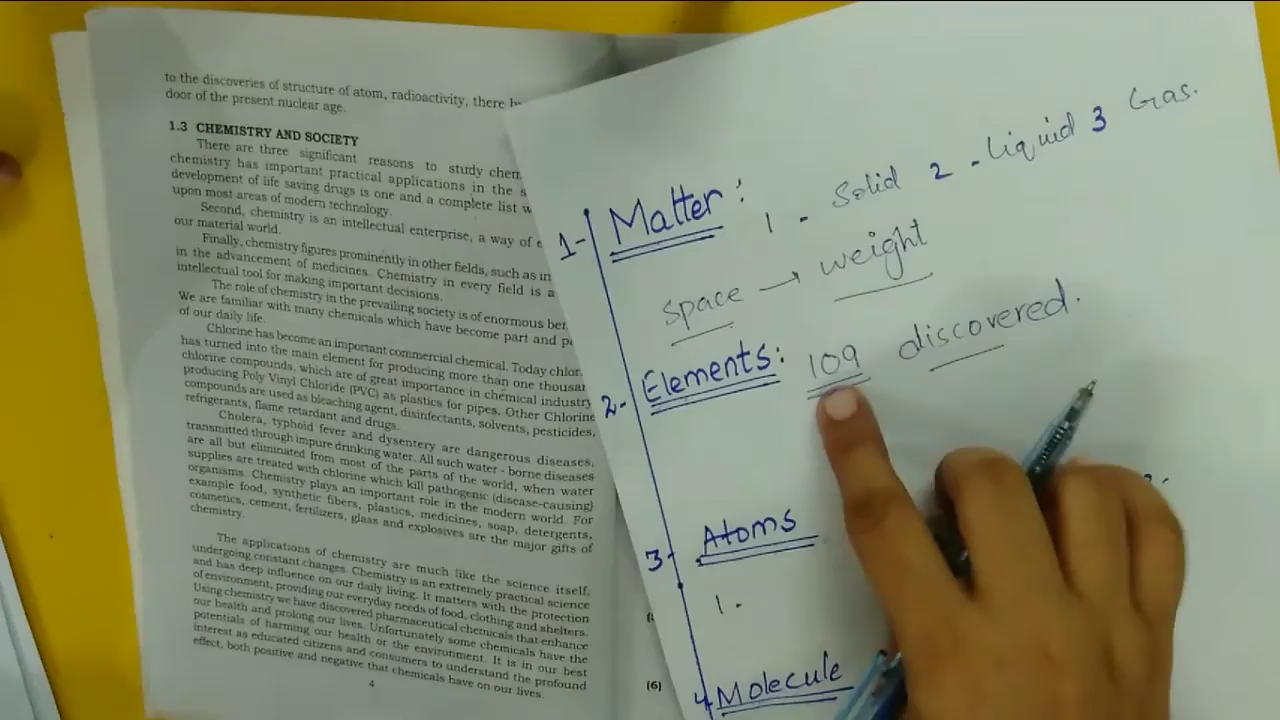 to the discoveries of structure of atom, radioactivity, there
door of the present nuclear age.
1.3 CHEMISTRY AND SOCIETY
There are three significant reasons to study
chemistry has important practical applications in the
development of life saving drugs is one and a complete list
upon most areas of modern technology.
Second, chemistry is an intellectual enterprise, a way of
our material world.
Finally, chemistry figures prominently in other fields, such as in
in the advancement of medicines. Chemistry in every field is a
intellectual tool for making important decisions.
The role of chemistry in the prevailing society is of enormous
We are familiar with many chemicals which have become part and
of our daily life.
Chlorine has become an important commercial chemical. Today
has turned into the main element for producing more than one
chlorine compounds, which are of great importance in chemical industry
producing Poly Vinyl Chloride (PVC) as plastics for pipes. Other Chlorine
compounds are used as bleaching agent, disinfectants, solvents, pesticides,
refrigerants, flame retardant and drugs.
Cholera, typhoid fever and dysentery are dangerous diseases,
transmitted through impure drinking water. All such water - borne diseases
are all but eliminated from most of the parts of the world, when water
supplies are treated with chlorine which kill pathogenic (disease-causing)
organisms. Chemistry plays an important role in the modern world. For
example food, synthetic fibers, plastics, medicines, soap, detergents,
cosmetics, cement, fertilizers, glass and explosives are the major gifts of
chemistry.
The applications of chemistry are much like the science itself,
undergoing constant changes. Chemistry is an extremely practical science
and has deep influence on our daily living. It matters with the protection
of environment, providing our everyday needs of food, clothing and shelters.
Using chemistry we have discovered pharmaceutical chemicals that enhance
our health and prolong our lives. Unfortunately some chemicals have the
potentials of harming our health or the environment. It is in our best
interest as educated citizens and consumers to understand the profound
effect, both positive and negative that chemicals have on our lives.
4
(6)
1- Matter: 1 - Solid 2 - Liquid 3 Gas.
space → weight
2- Elements: 109 discovered.
3- Atoms
1 -
4- Molecule